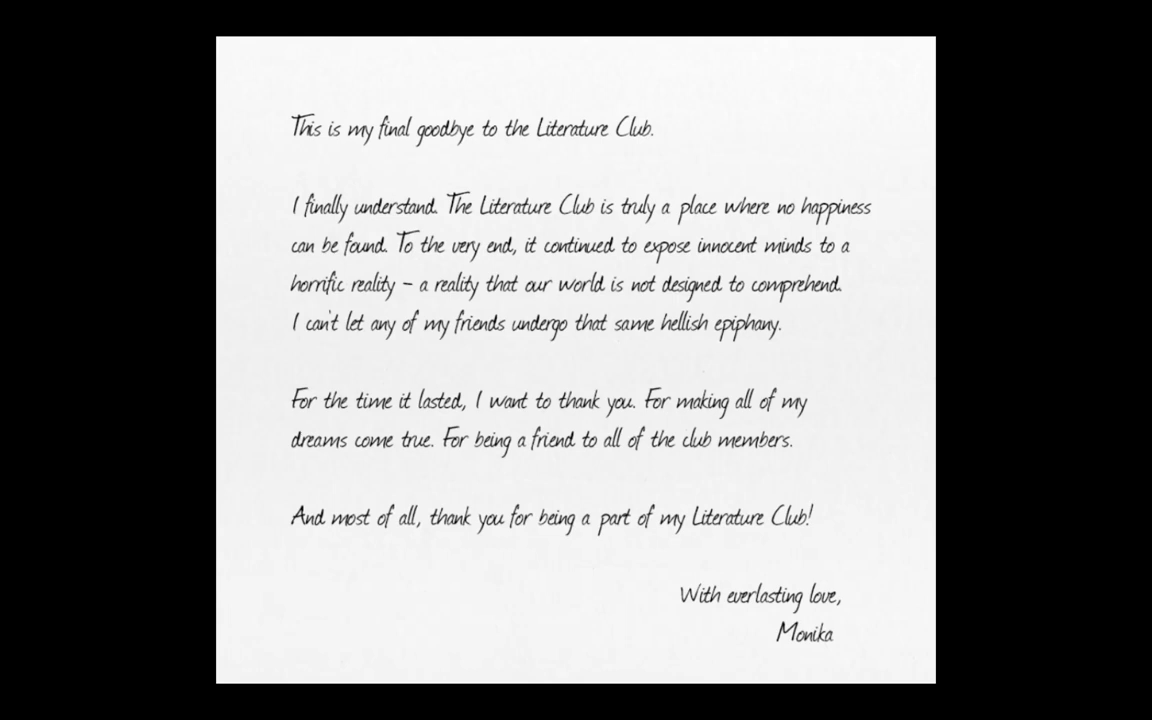 This is my final goodbye to the Literature Club.
I finally understand. The Literature Club is truly a place where no happiness
can be found. To the very end, it continued to expose innocent minds to a
horrific reality - a reality that our world is not designed to comprehend.
I can't let any of my friends undergo that same hellish epiphany.
For the time it lasted, I want to thank you. For making all of my
dreams come true. For being a friend to all of the club members.
And most of all, thank you for being a part of my Literature Club!
With everlasting love,
Monika